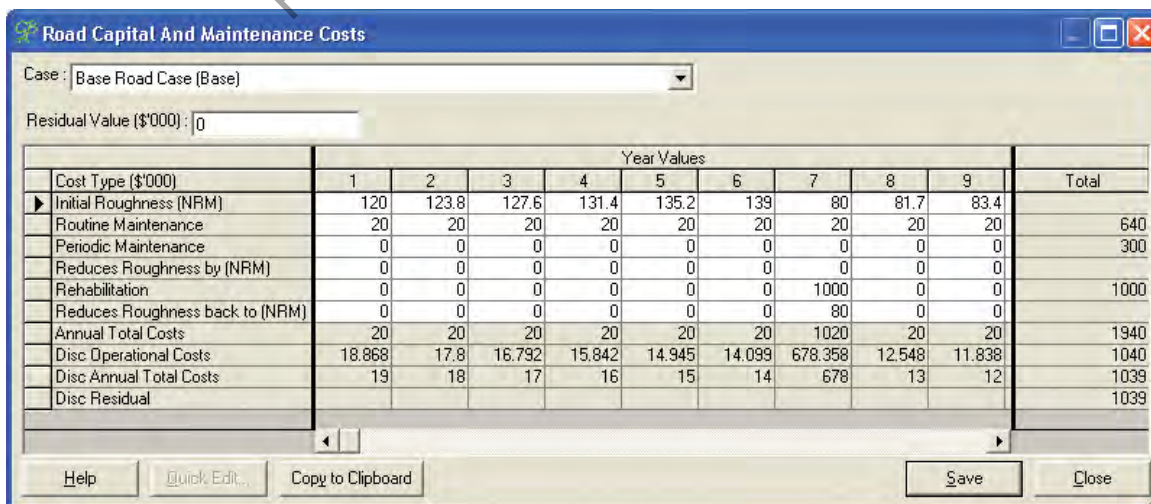 Road Capital And Maintenance Costs
Case : Base Road Case (Base)
Residual Value ($'000) : 0
Year Values
Cost Type ($'000) 1 2 3 4 5 6 7 8 9 Total
Initial Roughness (NRM) 120 123.8 127.6 131.4 135.2 139 80 81.7 83.4
Routine Maintenance 20 20 20 20 20 20 20 20 20 640
Periodic Maintenance 0 0 0 0 0 0 0 0 0 300
Reduces Roughness by (NRM) 0 0 0 0 0 0 0 0 0
Rehabilitation 0 0 0 0 0 0 1000 0 0 1000
Reduces Roughness back to (NRM) 0 0 0 0 0 0 80 0 0
Annual Total Costs 20 20 20 20 20 20 1020 20 20 1940
Disc Operational Costs 18.868 17.8 16.792 15.842 14.945 14.099 678.358 12.548 11.838 1040
Disc Annual Total Costs 19 18 17 16 15 14 678 13 12 1039
Disc Residual 1039
Help Quick Edit... Copy to Clipboard Save Close